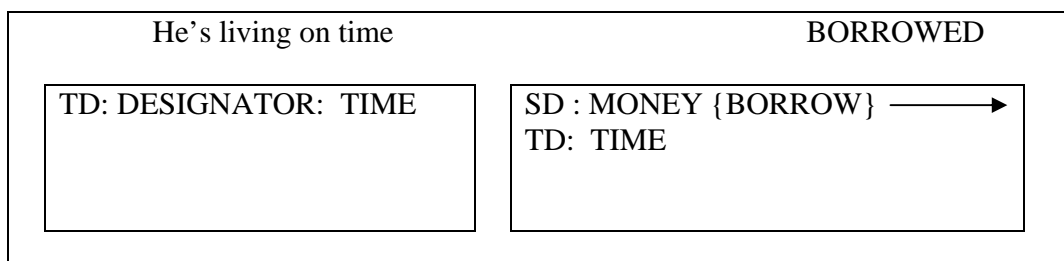 He’s living on time BORROWED
TD: DESIGNATOR: TIME
SD : MONEY {BORROW}
TD: TIME